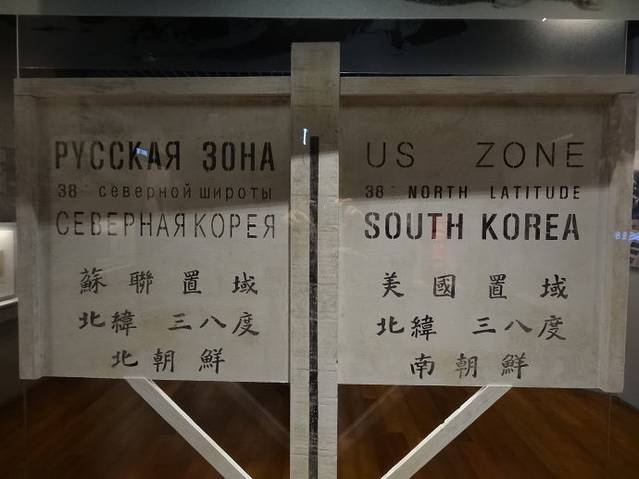 РУССКАЯ ЗОНА
38° северной широты
СЕВЕРНАЯ КОРЕЯ
蘇聯置域
北緯 三八度
北朝鮮
US ZONE
38° NORTH LATITUDE
SOUTH KOREA
美國置域
北緯 三八度
南朝鮮